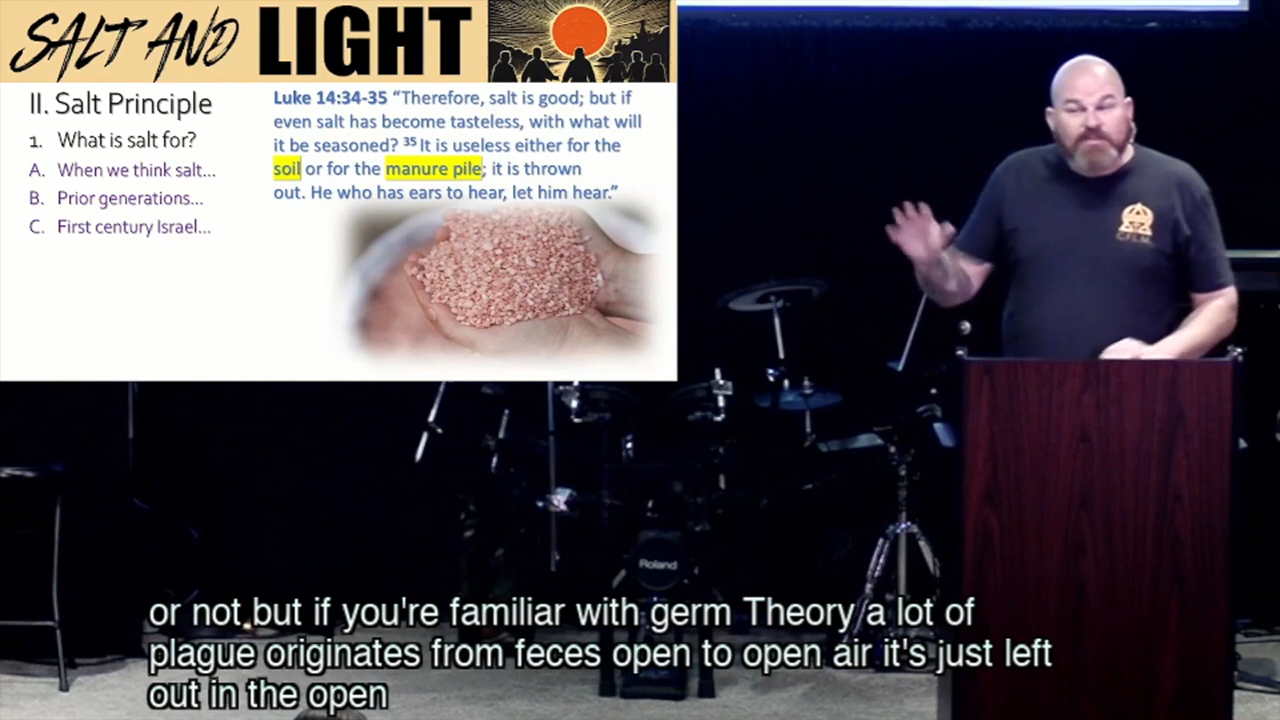 SALT AND LIGHT
II. Salt Principle
1. What is salt for?
A. When we think salt...
B. Prior generations...
C. First century Israel...
Luke 14:34-35 “Therefore, salt is good; but if
even salt has become tasteless, with what will
it be seasoned? 35 It is useless either for the
soil or for the manure pile; it is thrown
out. He who has ears to hear, let him hear.”
C.F.L.M.
Roland
or not but if you're familiar with germ Theory a lot of
plague originates from feces open to open air it's just left
out in the open